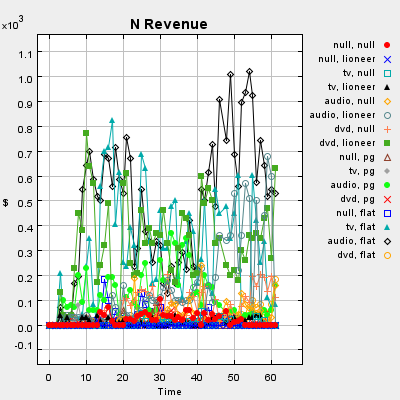 N Revenue
x10^3
1.1
1.0
0.9
0.8
0.7
0.6
0.5
0.4
0.3
0.2
0.1
0.0
-0.1
$
0
10
20
30
40
50
60
Time
null, null
null, lioneer
tv, null
tv, lioneer
audio, null
audio, lioneer
dvd, null
dvd, lioneer
null, pg
tv, pg
audio, pg
dvd, pg
null, flat
tv, flat
audio, flat
dvd, flat